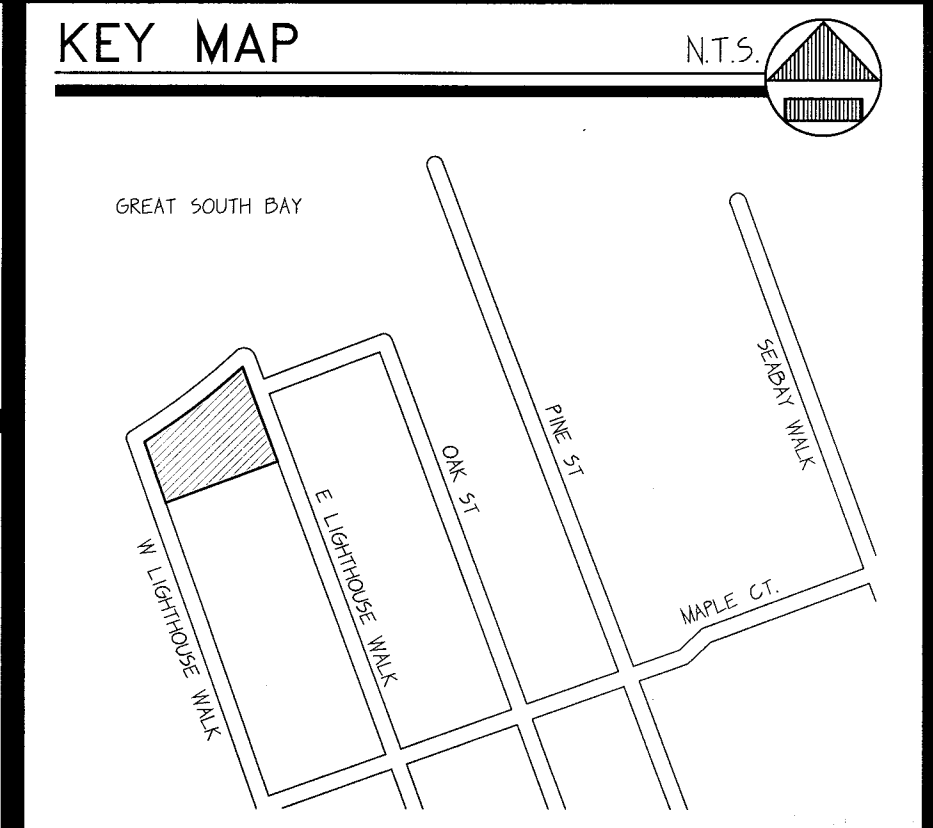 KEY MAP
N.T.S.
GREAT SOUTH BAY
SEABAY WALK
PINE ST
OAK ST
E LIGHTHOUSE WALK
W LIGHTHOUSE WALK
MAPLE CT.